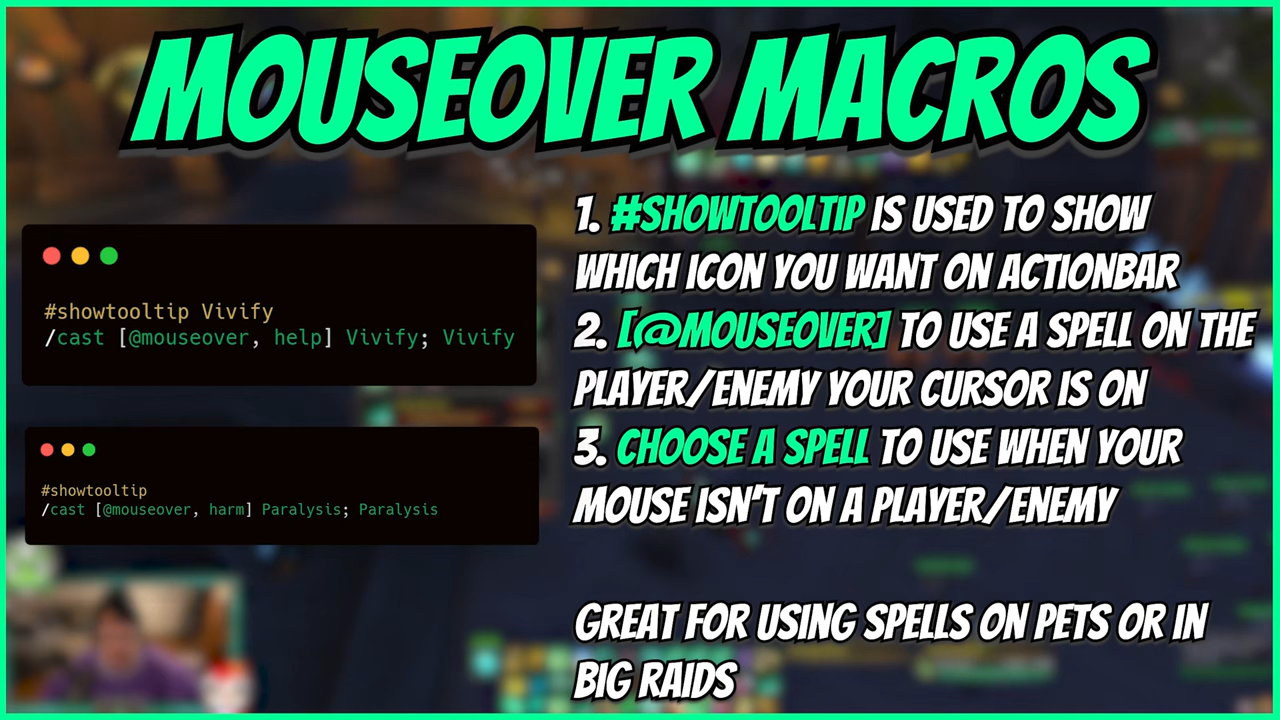 MOUSEOVER MACROS
#showtooltip Vivify
/cast [@mouseover, help] Vivify; Vivify
#showtooltip
/cast [@mouseover, harm] Paralysis; Paralysis
1. #SHOWTOOLTIP IS USED TO SHOW
WHICH ICON YOU WANT ON ACTIONBAR
2. [@MOUSEOVER] TO USE A SPELL ON THE
PLAYER/ENEMY YOUR CURSOR IS ON
3. CHOOSE A SPELL TO USE WHEN YOUR
MOUSE ISN'T ON A PLAYER/ENEMY
GREAT FOR USING SPELLS ON PETS OR IN
BIG RAIDS